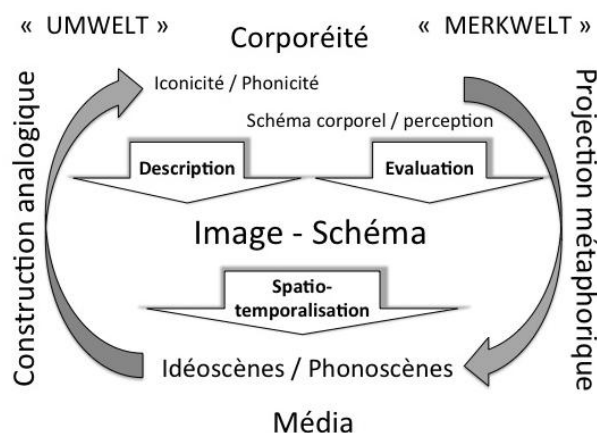 « UMWELT »
« MERKWELT »
Corporéité
Iconicité / Phonicité
Schéma corporel / perception
Construction analogique
Projection métaphorique
Description
Evaluation
Image - Schéma
Spatio-
temporalisation
Idéoscènes / Phonoscènes
Média